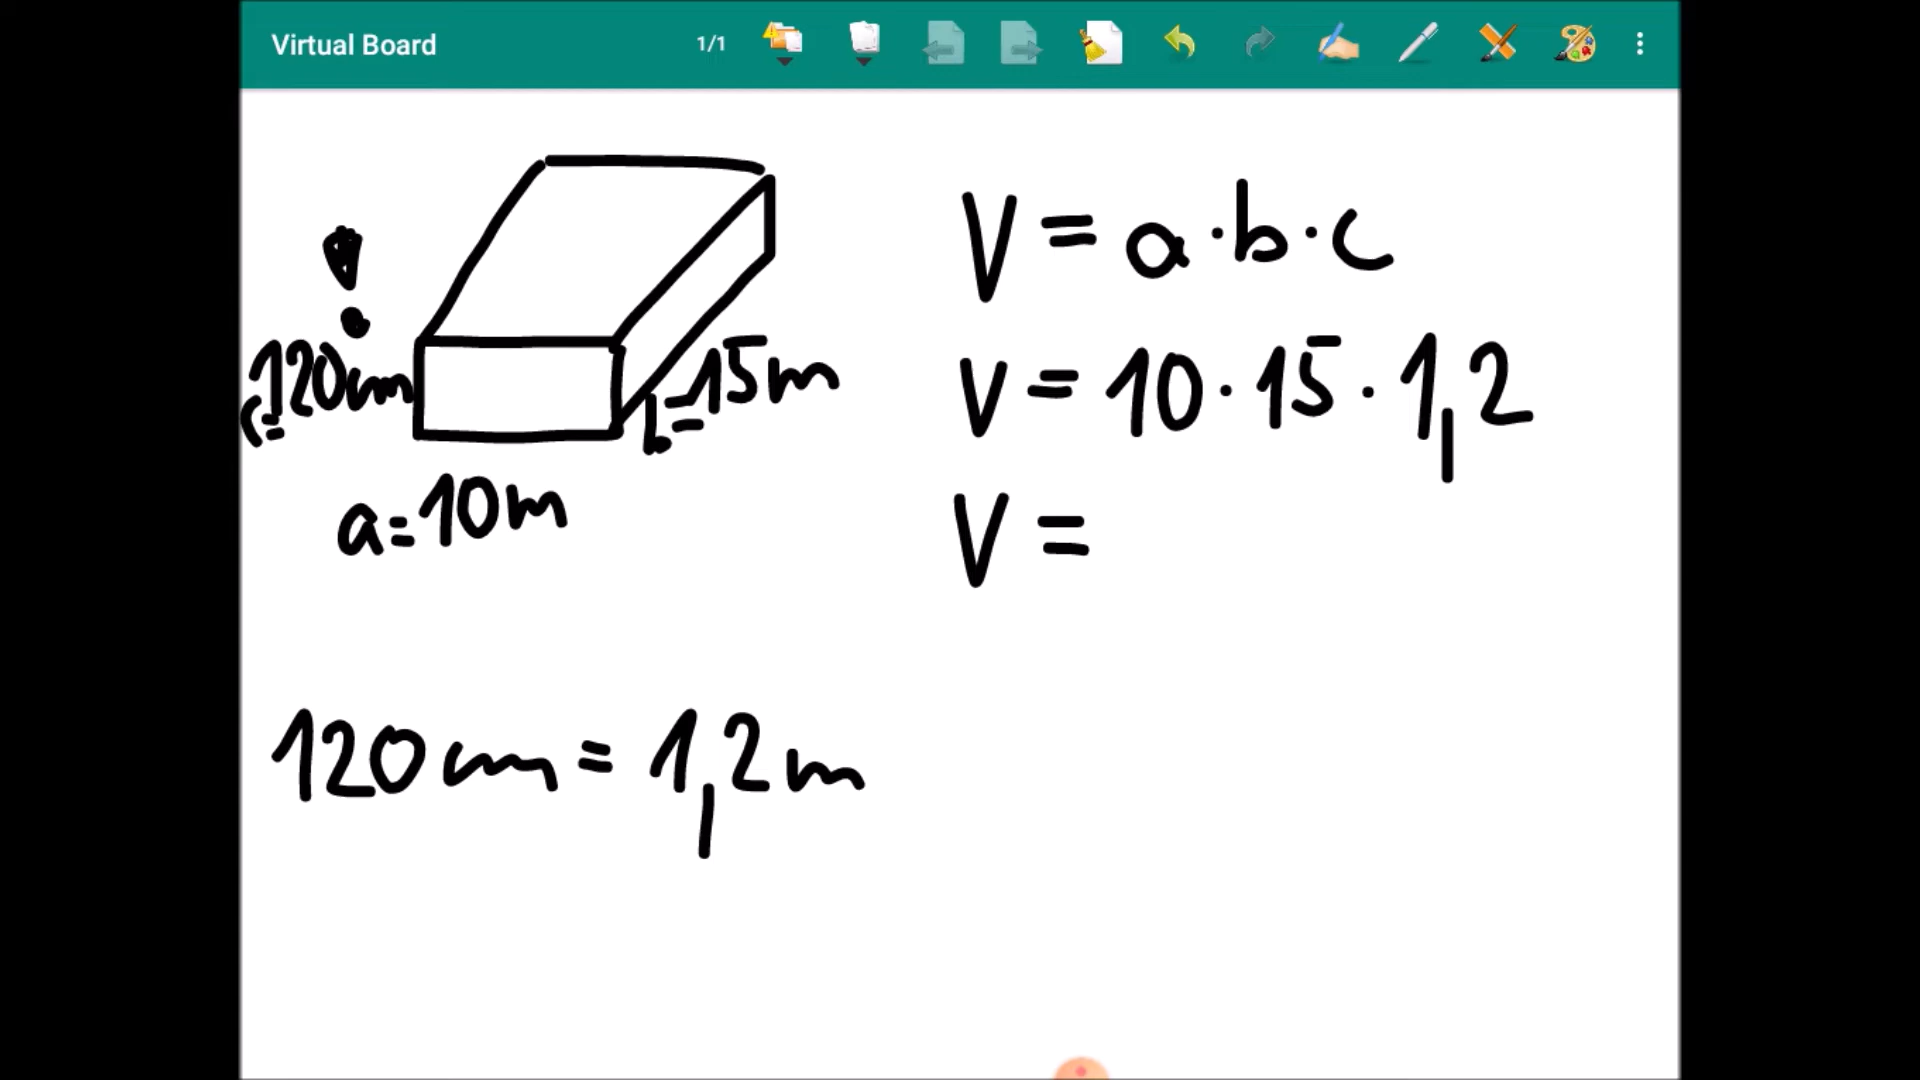 Virtual Board 1/1
V = a·b·c
!
c=120cm
b=15m
V = 10·15·1,2
a=10m
V =
120cm = 1,2m